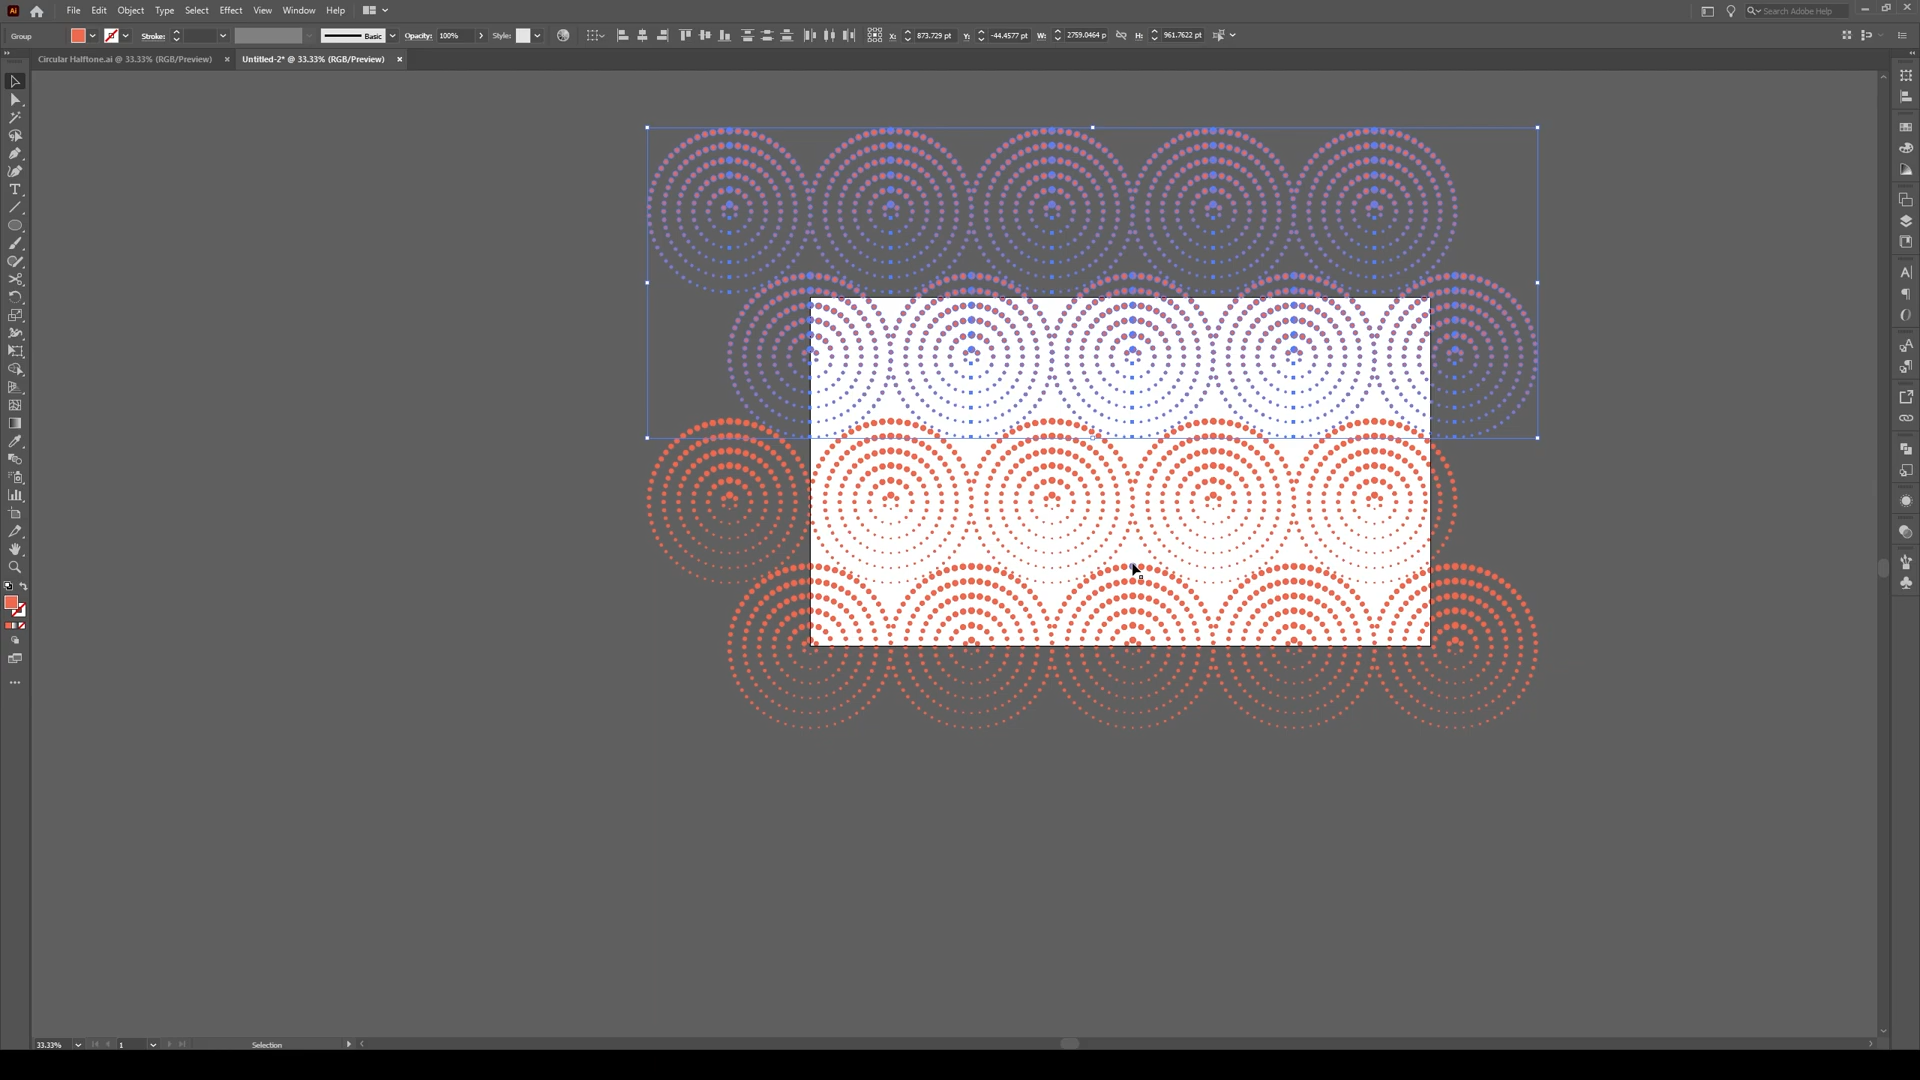 Ai File Edit Object Type Select Effect View Window Help Search Adobe Help
Group Stroke: Basic Opacity: 100% Style: X: 873.729 pt Y: -44.4577 pt W: 2759.0464 p H: 961.7622 pt
Circular Halftone.ai @ 33.33% (RGB/Preview) × Untitled-2* @ 33.33% (RGB/Preview) ×
33.33% 1 Selection